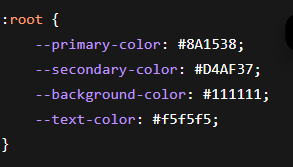 :root {
    --primary-color: #8A1538;
    --secondary-color: #D4AF37;
    --background-color: #111111;
    --text-color: #f5f5f5;
}